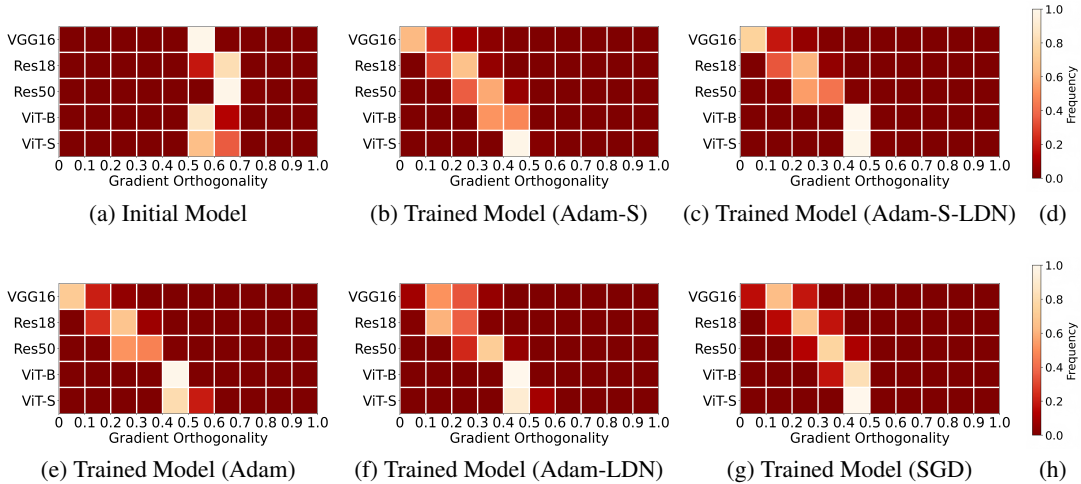 VGG16
Res18
Res50
ViT-B
ViT-S
0 0.1 0.2 0.3 0.4 0.5 0.6 0.7 0.8 0.9 1.0
Gradient Orthogonality
(a) Initial Model
VGG16
Res18
Res50
ViT-B
ViT-S
0 0.1 0.2 0.3 0.4 0.5 0.6 0.7 0.8 0.9 1.0
Gradient Orthogonality
(b) Trained Model (Adam-S)
VGG16
Res18
Res50
ViT-B
ViT-S
0 0.1 0.2 0.3 0.4 0.5 0.6 0.7 0.8 0.9 1.0
Gradient Orthogonality
(c) Trained Model (Adam-S-LDN)
1.0
0.8
0.6
0.4
0.2
0.0
Frequency
(d)
VGG16
Res18
Res50
ViT-B
ViT-S
0 0.1 0.2 0.3 0.4 0.5 0.6 0.7 0.8 0.9 1.0
Gradient Orthogonality
(e) Trained Model (Adam)
VGG16
Res18
Res50
ViT-B
ViT-S
0 0.1 0.2 0.3 0.4 0.5 0.6 0.7 0.8 0.9 1.0
Gradient Orthogonality
(f) Trained Model (Adam-LDN)
VGG16
Res18
Res50
ViT-B
ViT-S
0 0.1 0.2 0.3 0.4 0.5 0.6 0.7 0.8 0.9 1.0
Gradient Orthogonality
(g) Trained Model (SGD)
1.0
0.8
0.6
0.4
0.2
0.0
Frequency
(h)